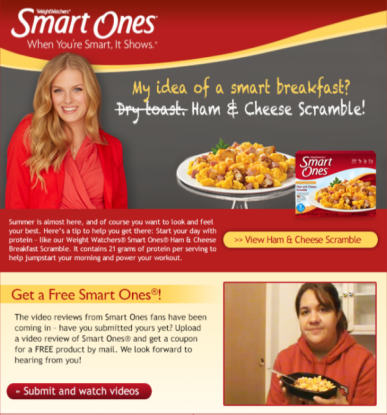 WeightWatchers®
Smart Ones®
When You're Smart, It Shows.™
My idea of a smart breakfast?
Dry toast. Ham & Cheese Scramble!
Smart
Ones
Summer is almost here, and of course you want to look and feel
your best. Here's a tip to help you get there: Start your day with
protein - like our Weight Watchers® Smart Ones® Ham & Cheese
Breakfast Scramble. It contains 21 grams of protein per serving to
help jumpstart your morning and power your workout.
>> View Ham & Cheese Scramble
Get a Free Smart Ones®!
The video reviews from Smart Ones fans have been
coming in - have you submitted yours yet? Upload
a video review of Smart Ones® and get a coupon
for a FREE product by mail. We look forward to
hearing from you!
» Submit and watch videos